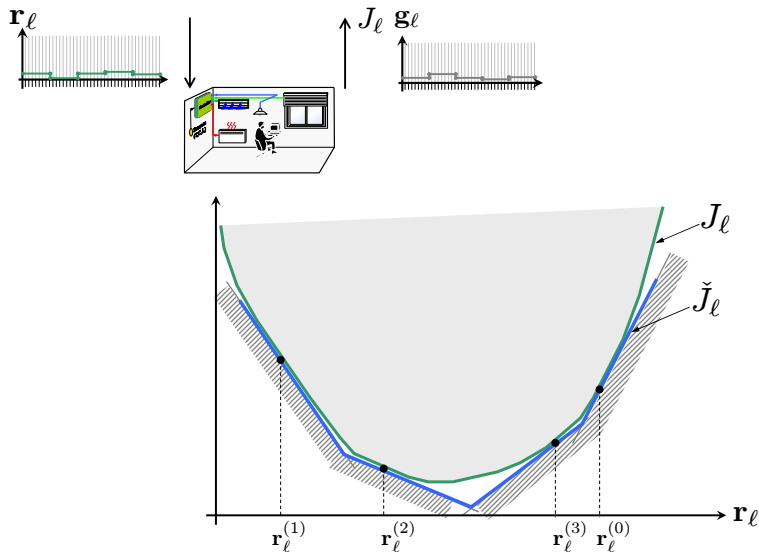 𝐫_ℓ
J_ℓ 𝐠_ℓ
J_ℓ
J̌_ℓ
𝐫_ℓ
𝐫_ℓ^(1) 𝐫_ℓ^(2) 𝐫_ℓ^(3) 𝐫_ℓ^(0)